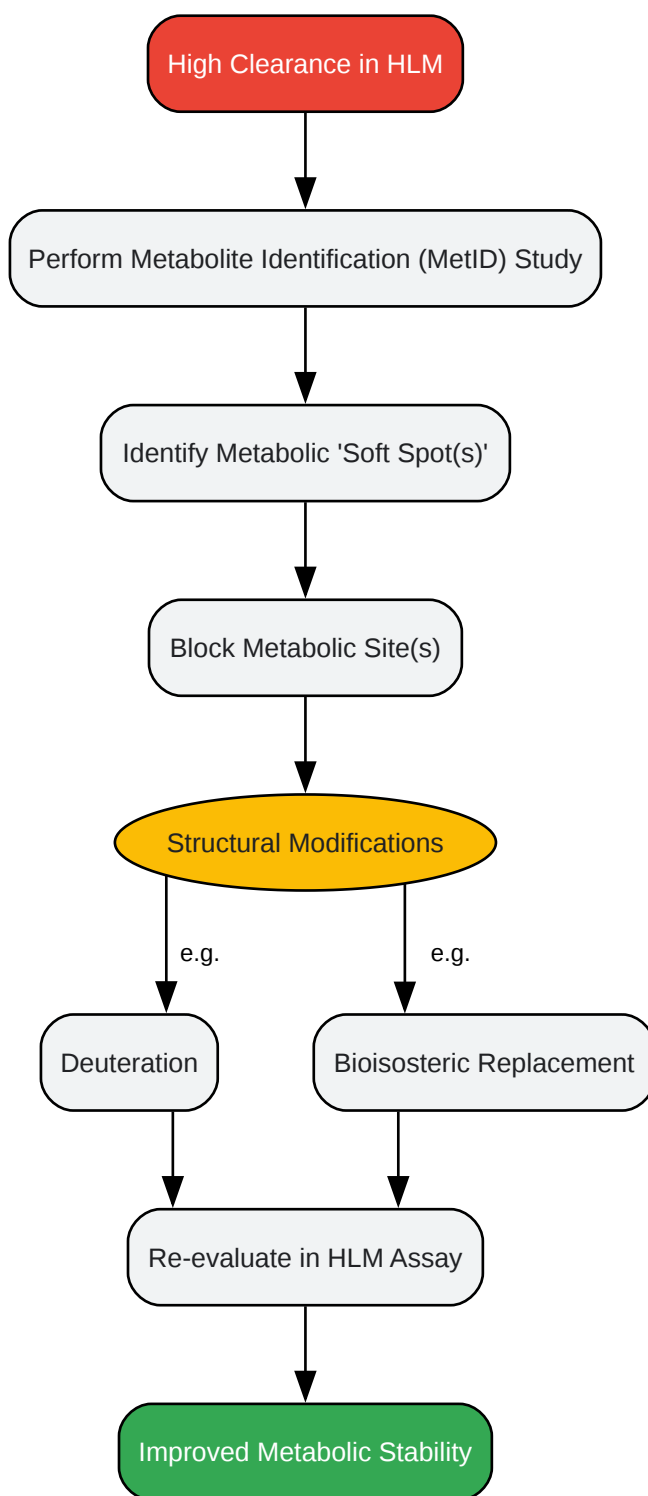 High Clearance in HLM
Perform Metabolite Identification (MetID) Study
Identify Metabolic 'Soft Spot(s)'
Block Metabolic Site(s)
Structural Modifications
e.g.
e.g.
Deuteration
Bioisosteric Replacement
Re-evaluate in HLM Assay
Improved Metabolic Stability